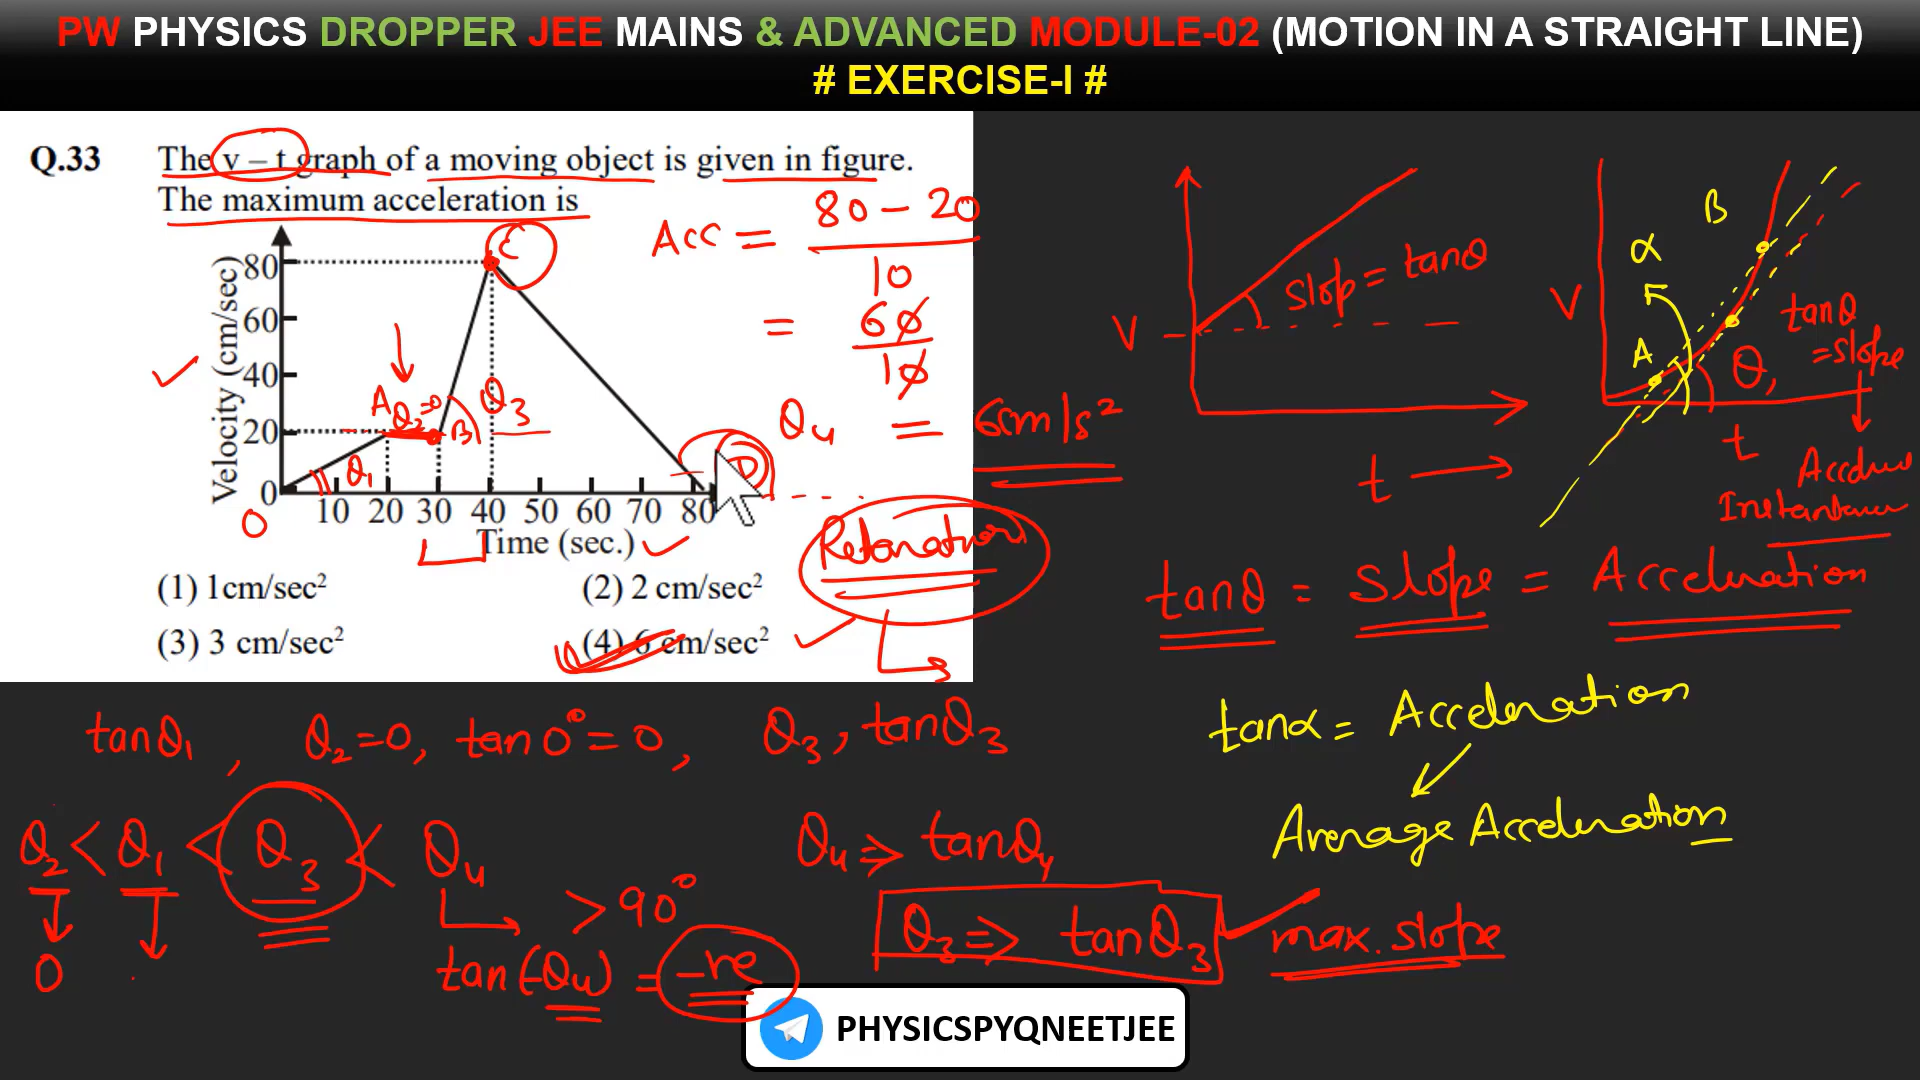 PW PHYSICS DROPPER JEE MAINS & ADVANCED MODULE-02 (MOTION IN A STRAIGHT LINE)
# EXERCISE-I #
Q.33 The v – t graph of a moving object is given in figure.
The maximum acceleration is
Velocity (cm/sec)
80
60
40
20
0
10 20 30 40 50 60 70 80
Time (sec.)
(1) 1cm/sec² (2) 2 cm/sec²
(3) 3 cm/sec² (4) 6 cm/sec²
O
A
θ₂=0
B
C
D
θ₁
θ₃
θ₄
Acc = 80 - 20
10
= 60
10
= 6cm/s²
V
t
Slop = tanθ
V
t
A
B
α
θ
tanθ
= slope
tanθ = Slope = Acceleration
tanα = Acceleration
Average Acceleration
tanθ₁, θ₂=0, tan0°=0, θ₃, tanθ₃
θ₂ < θ₁ < θ₃ < θ₄
0
>90°
tan(-θ₄) = -ve
θ₄ ⇒ tanθ₄
θ₃ ⇒ tanθ₃ max. slope
PHYSICSPYQNEETJEE